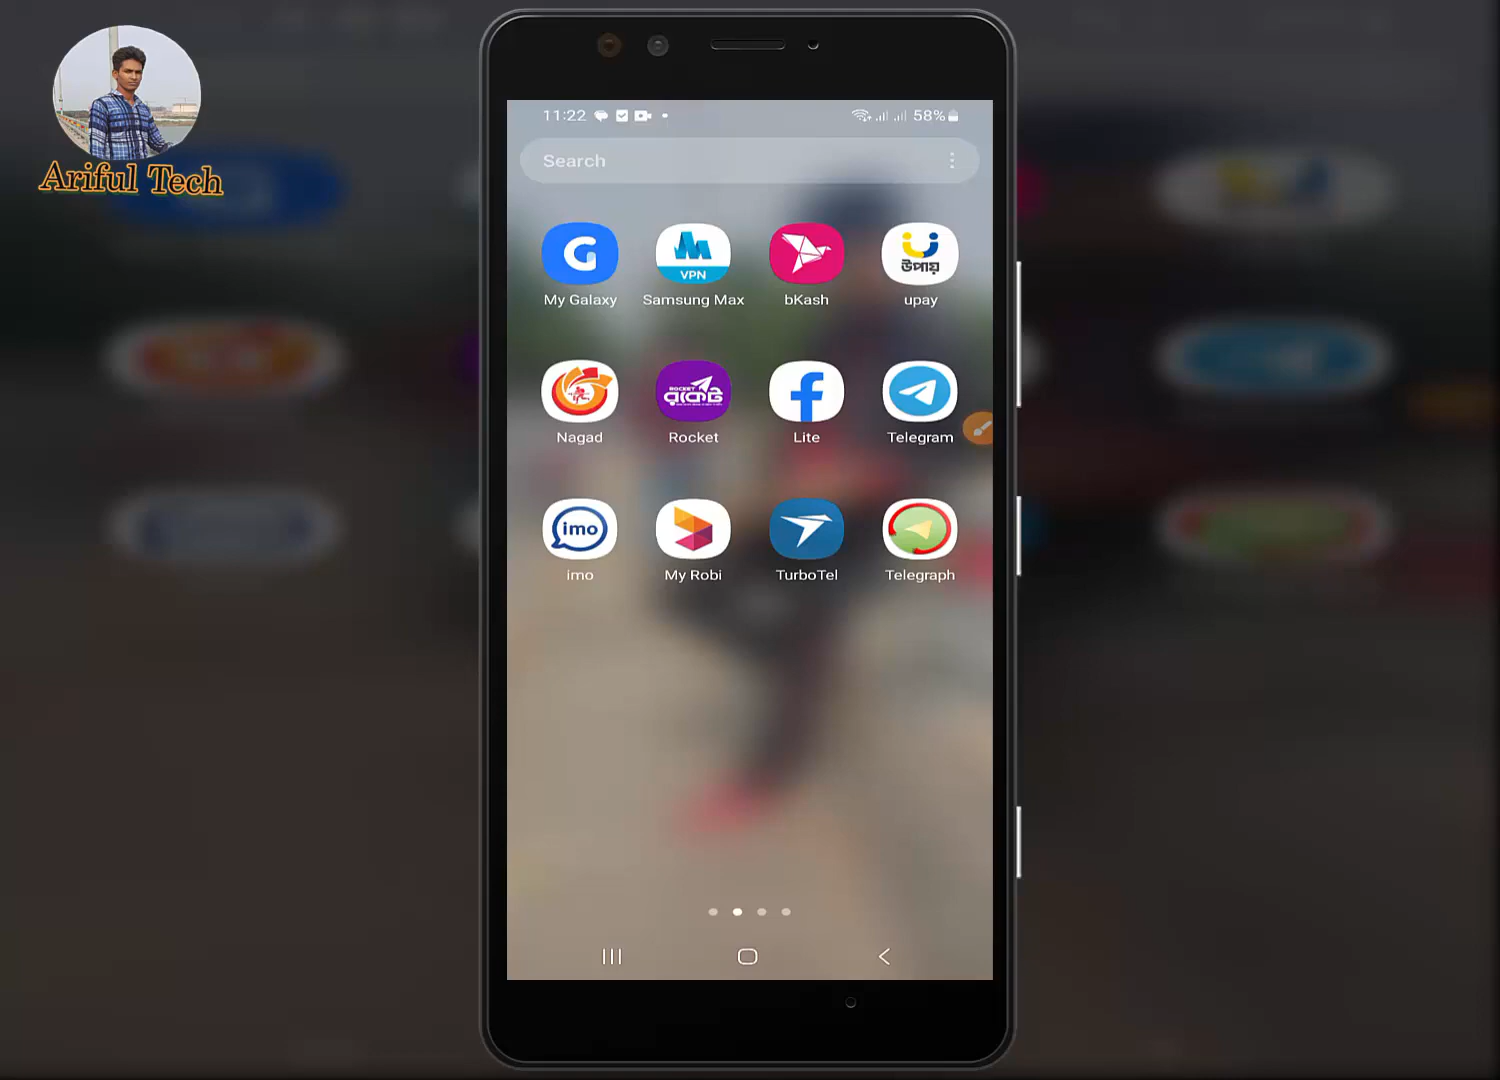 Ariful Tech
11:22
58%
Search
G
VPN
উপায়
My Galaxy
Samsung Max
bKash
upay
ROCKET
রকেট
Nagad
Rocket
Lite
Telegram
imo
imo
My Robi
TurboTel
Telegraph